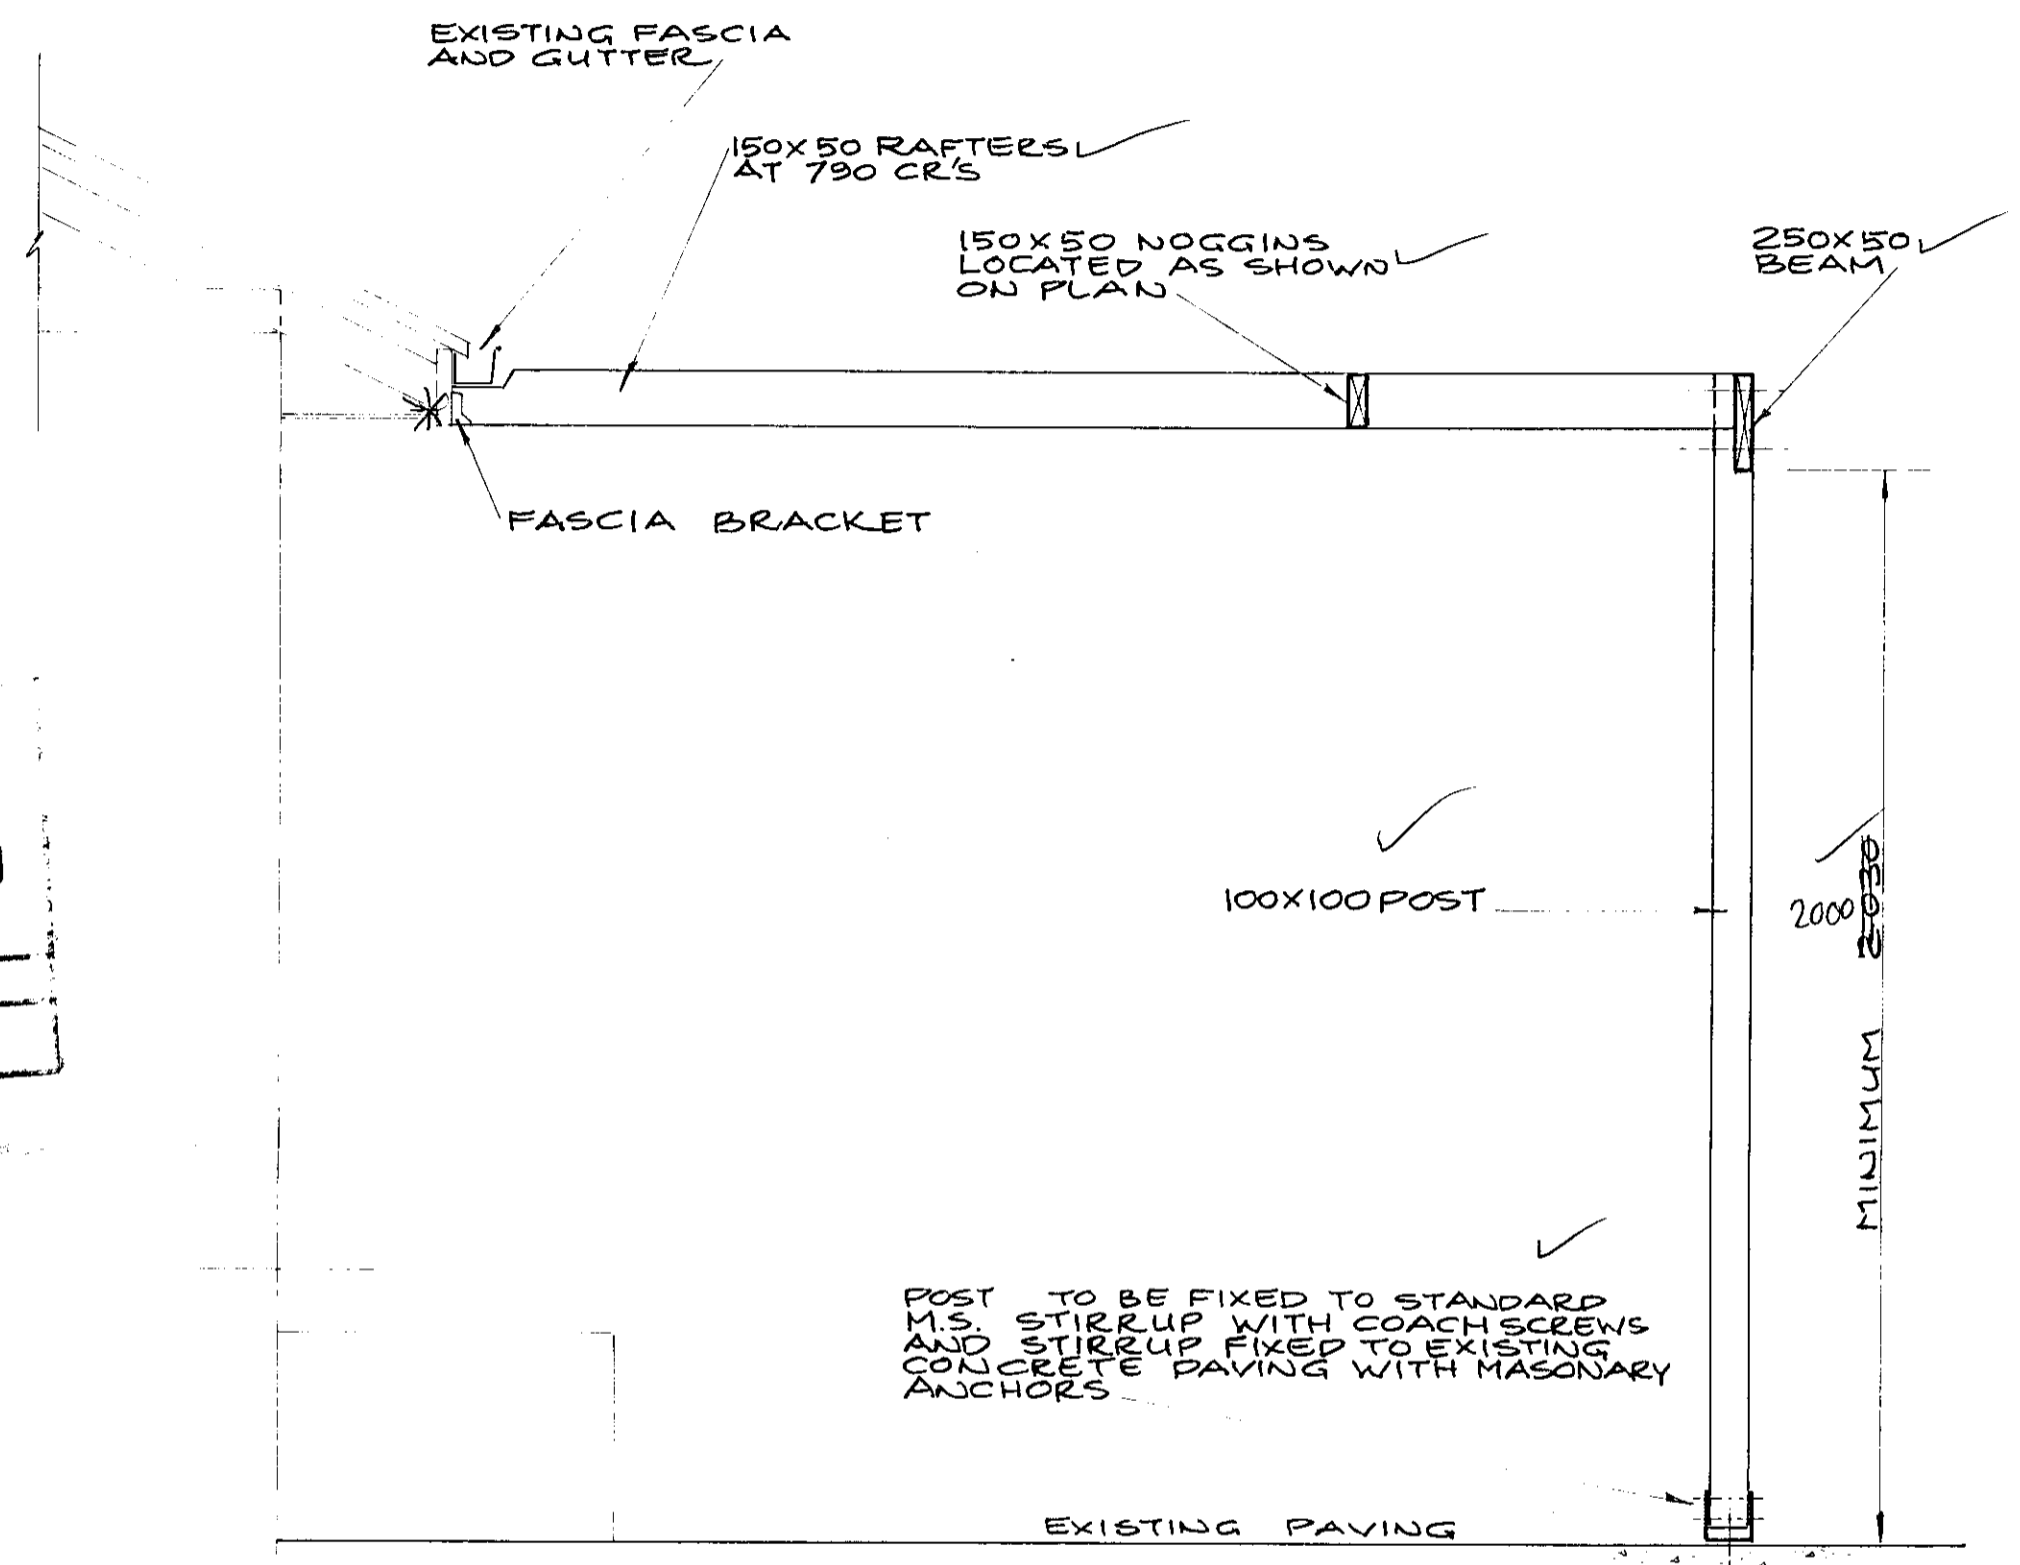 EXISTING FASCIA
AND GUTTER
150X50 RAFTERS
AT 790 CR'S
150X50 NOGGINS
LOCATED AS SHOWN
ON PLAN
250X50
BEAM
FASCIA BRACKET
100X100 POST
2000
2030
MINIMUM
POST TO BE FIXED TO STANDARD
M.S. STIRRUP WITH COACH SCREWS
AND STIRRUP FIXED TO EXISTING
CONCRETE PAVING WITH MASONARY
ANCHORS
EXISTING PAVING